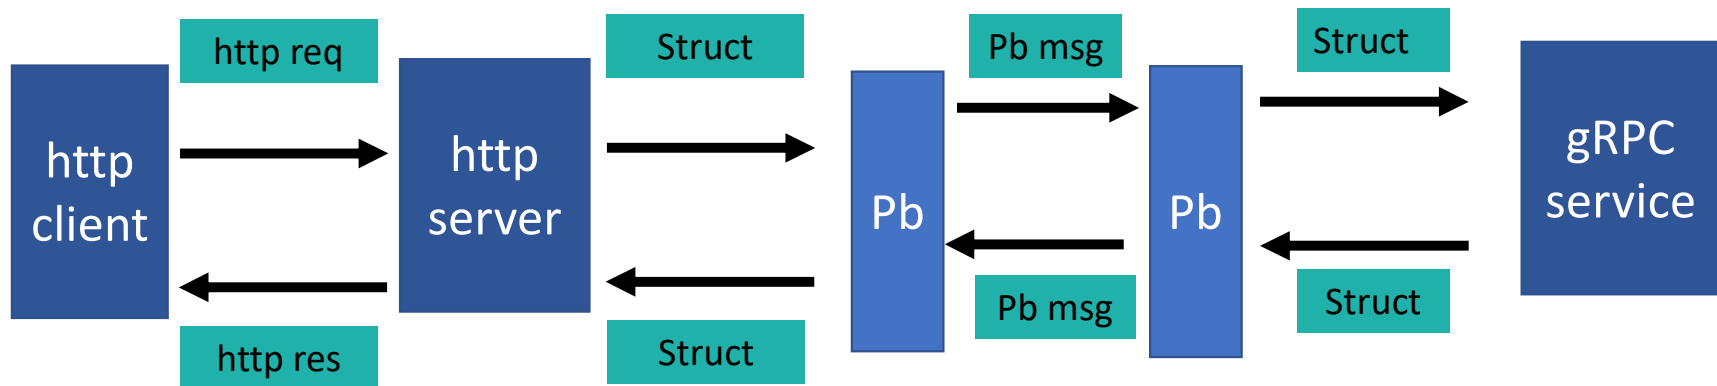 http req
Struct
Pb msg
Struct
http
client
http
server
Pb
Pb
gRPC
service
http res
Struct
Pb msg
Struct